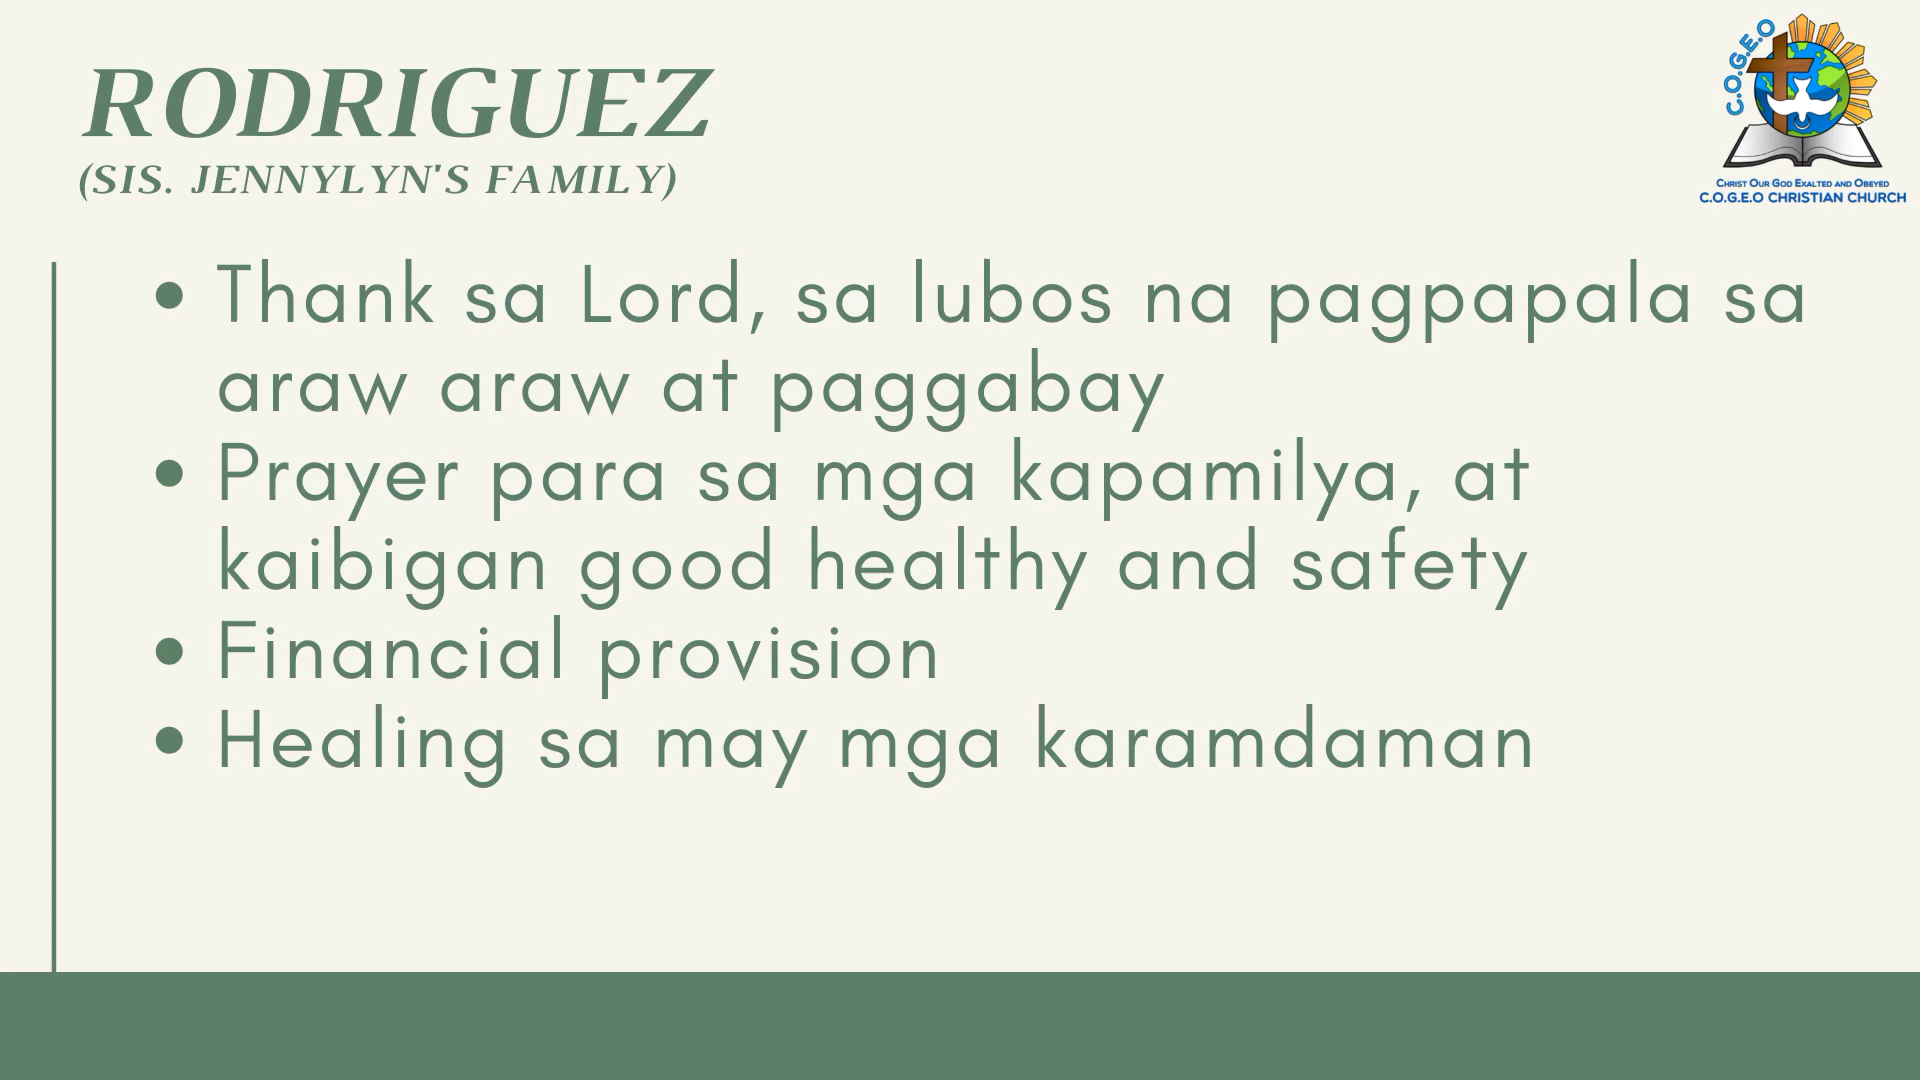 RODRIGUEZ
(SIS. JENNYLYN'S FAMILY)
C.O.G.E.O
CHRIST OUR GOD EXALTED AND OBEYED
C.O.G.E.O CHRISTIAN CHURCH
• Thank sa Lord, sa lubos na pagpapala sa
araw araw at paggabay
• Prayer para sa mga kapamilya, at
kaibigan good healthy and safety
• Financial provision
• Healing sa may mga karamdaman